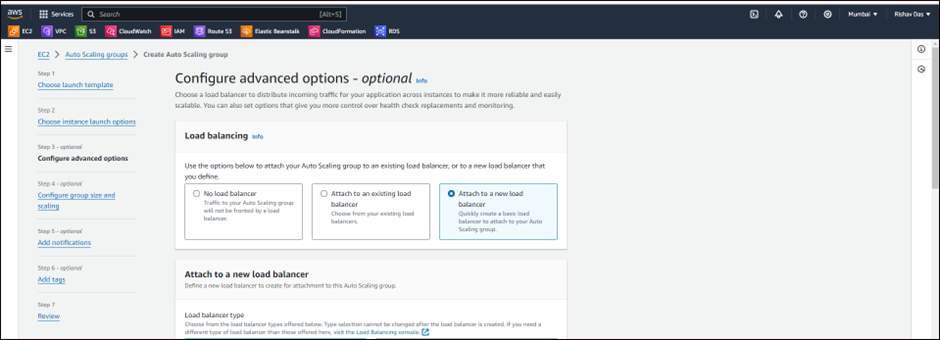 aws Services Search [Alt+S] Mumbai Rishav Das
EC2 VPC S3 CloudWatch IAM Route 53 Elastic Beanstalk CloudFormation RDS
EC2 > Auto Scaling groups > Create Auto Scaling group
Step 1
Choose launch template
Step 2
Choose instance launch options
Step 3 - optional
Configure advanced options
Step 4 - optional
Configure group size and
scaling
Step 5 - optional
Add notifications
Step 6 - optional
Add tags
Step 7
Review
Configure advanced options - optional Info
Choose a load balancer to distribute incoming traffic for your application across instances to make it more reliable and easily
scalable. You can also set options that give you more control over health check replacements and monitoring.
Load balancing Info
Use the options below to attach your Auto Scaling group to an existing load balancer, or to a new load balancer that
you define.
No load balancer
Traffic to your Auto Scaling group
will not be fronted by a load
balancer.
Attach to an existing load
balancer
Choose from your existing load
balancers.
Attach to a new load
balancer
Quickly create a basic load
balancer to attach to your Auto
Scaling group.
Attach to a new load balancer
Define a new load balancer to create for attachment to this Auto Scaling group.
Load balancer type
Choose from the load balancer types offered below. Type selection cannot be changed after the load balancer is created. If you need a
different type of load balancer than those offered here, visit the Load Balancing console.